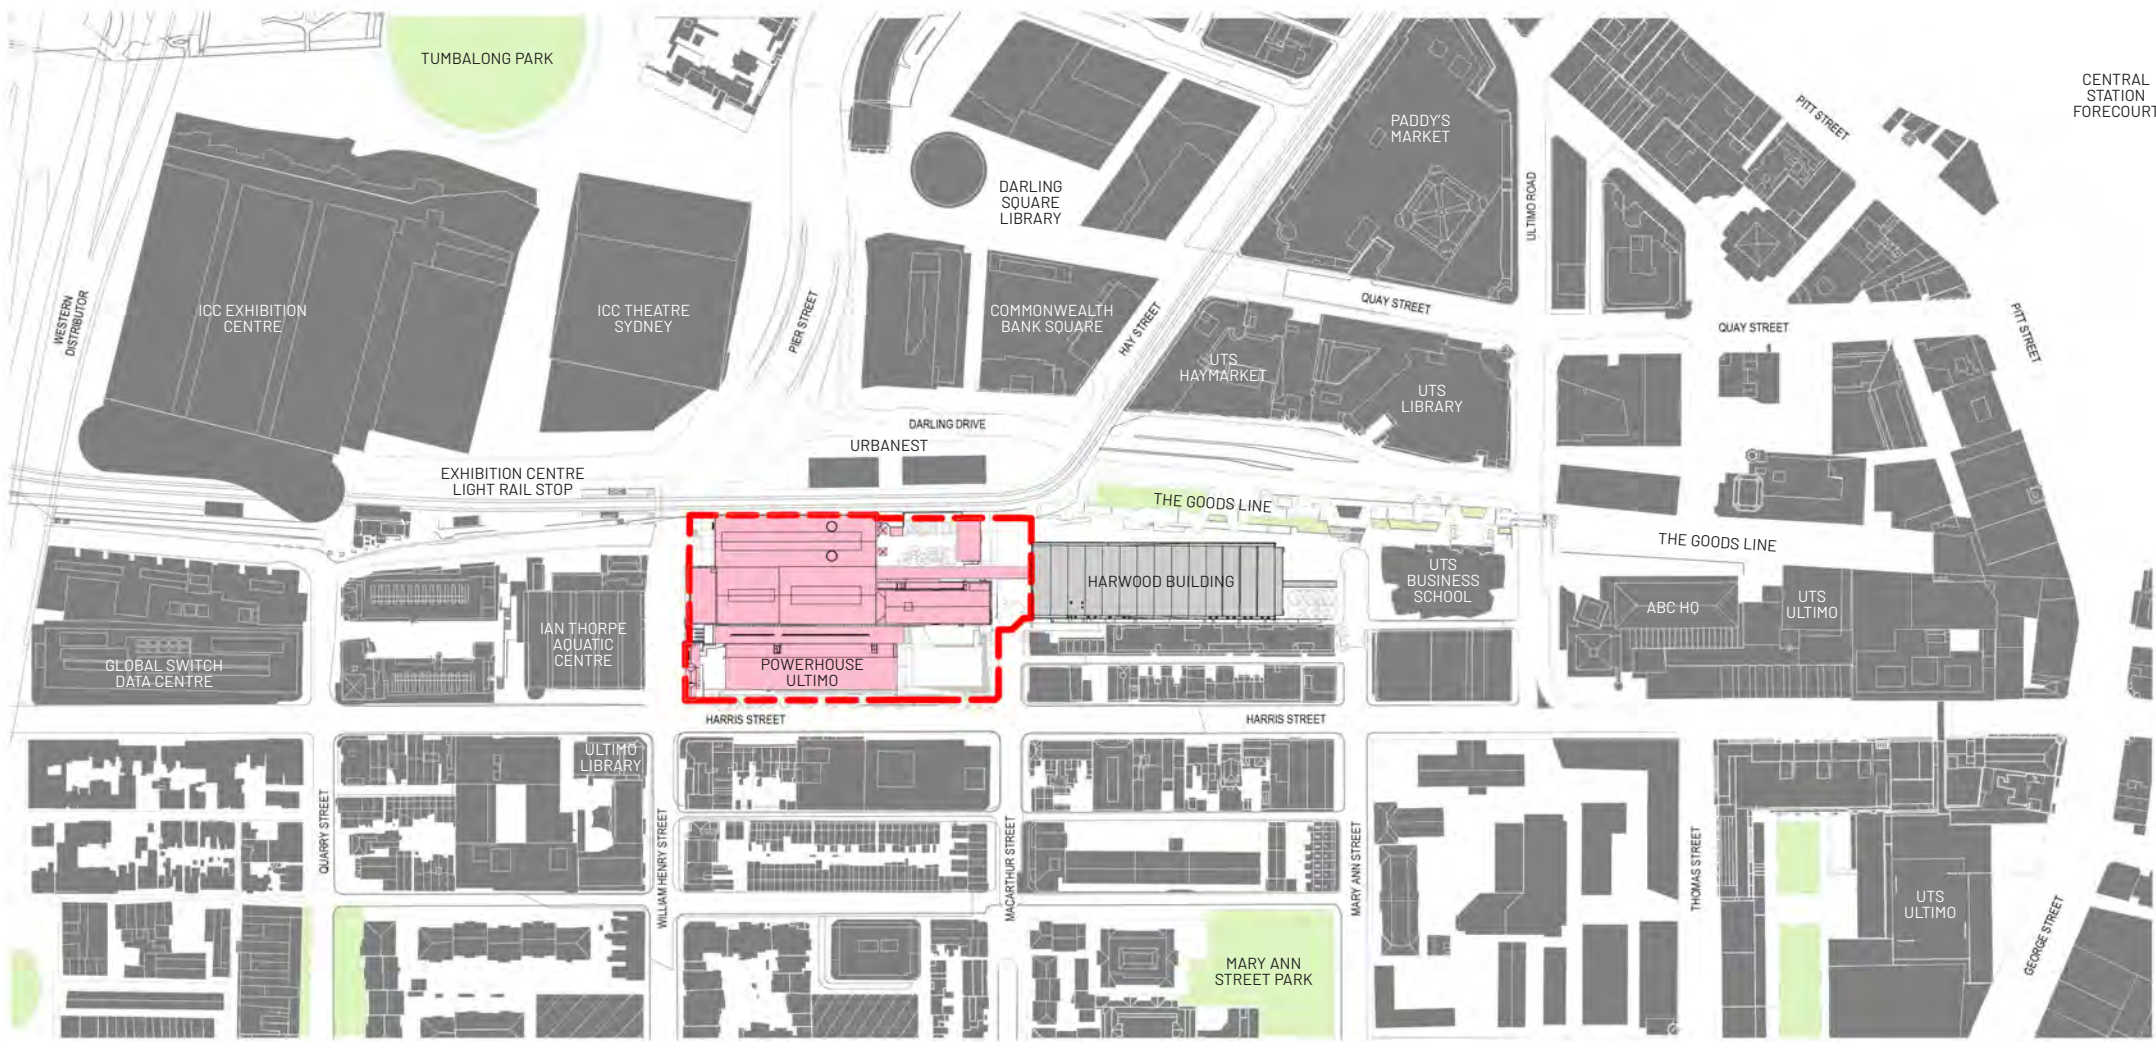 TUMBALONG PARK
CENTRAL
STATION
FORECOURT
PITT STREET
PADDY'S
MARKET
DARLING
SQUARE
LIBRARY
ULTIMO ROAD
WESTERN
DISTRIBUTOR
ICC EXHIBITION
CENTRE
ICC THEATRE
SYDNEY
PIER STREET
COMMONWEALTH
BANK SQUARE
HAY STREET
QUAY STREET
QUAY STREET
PITT STREET
UTS
HAYMARKET
UTS
LIBRARY
DARLING DRIVE
URBANEST
EXHIBITION CENTRE
LIGHT RAIL STOP
THE GOODS LINE
THE GOODS LINE
HARWOOD BUILDING
UTS
BUSINESS
SCHOOL
ABC HQ
UTS
ULTIMO
IAN THORPE
AQUATIC
CENTRE
GLOBAL SWITCH
DATA CENTRE
POWERHOUSE
ULTIMO
HARRIS STREET
HARRIS STREET
ULTIMO
LIBRARY
QUARRY STREET
WILLIAM HENRY STREET
MACARTHUR STREET
MARY ANN STREET
THOMAS STREET
UTS
ULTIMO
GEORGE STREET
MARY ANN
STREET PARK